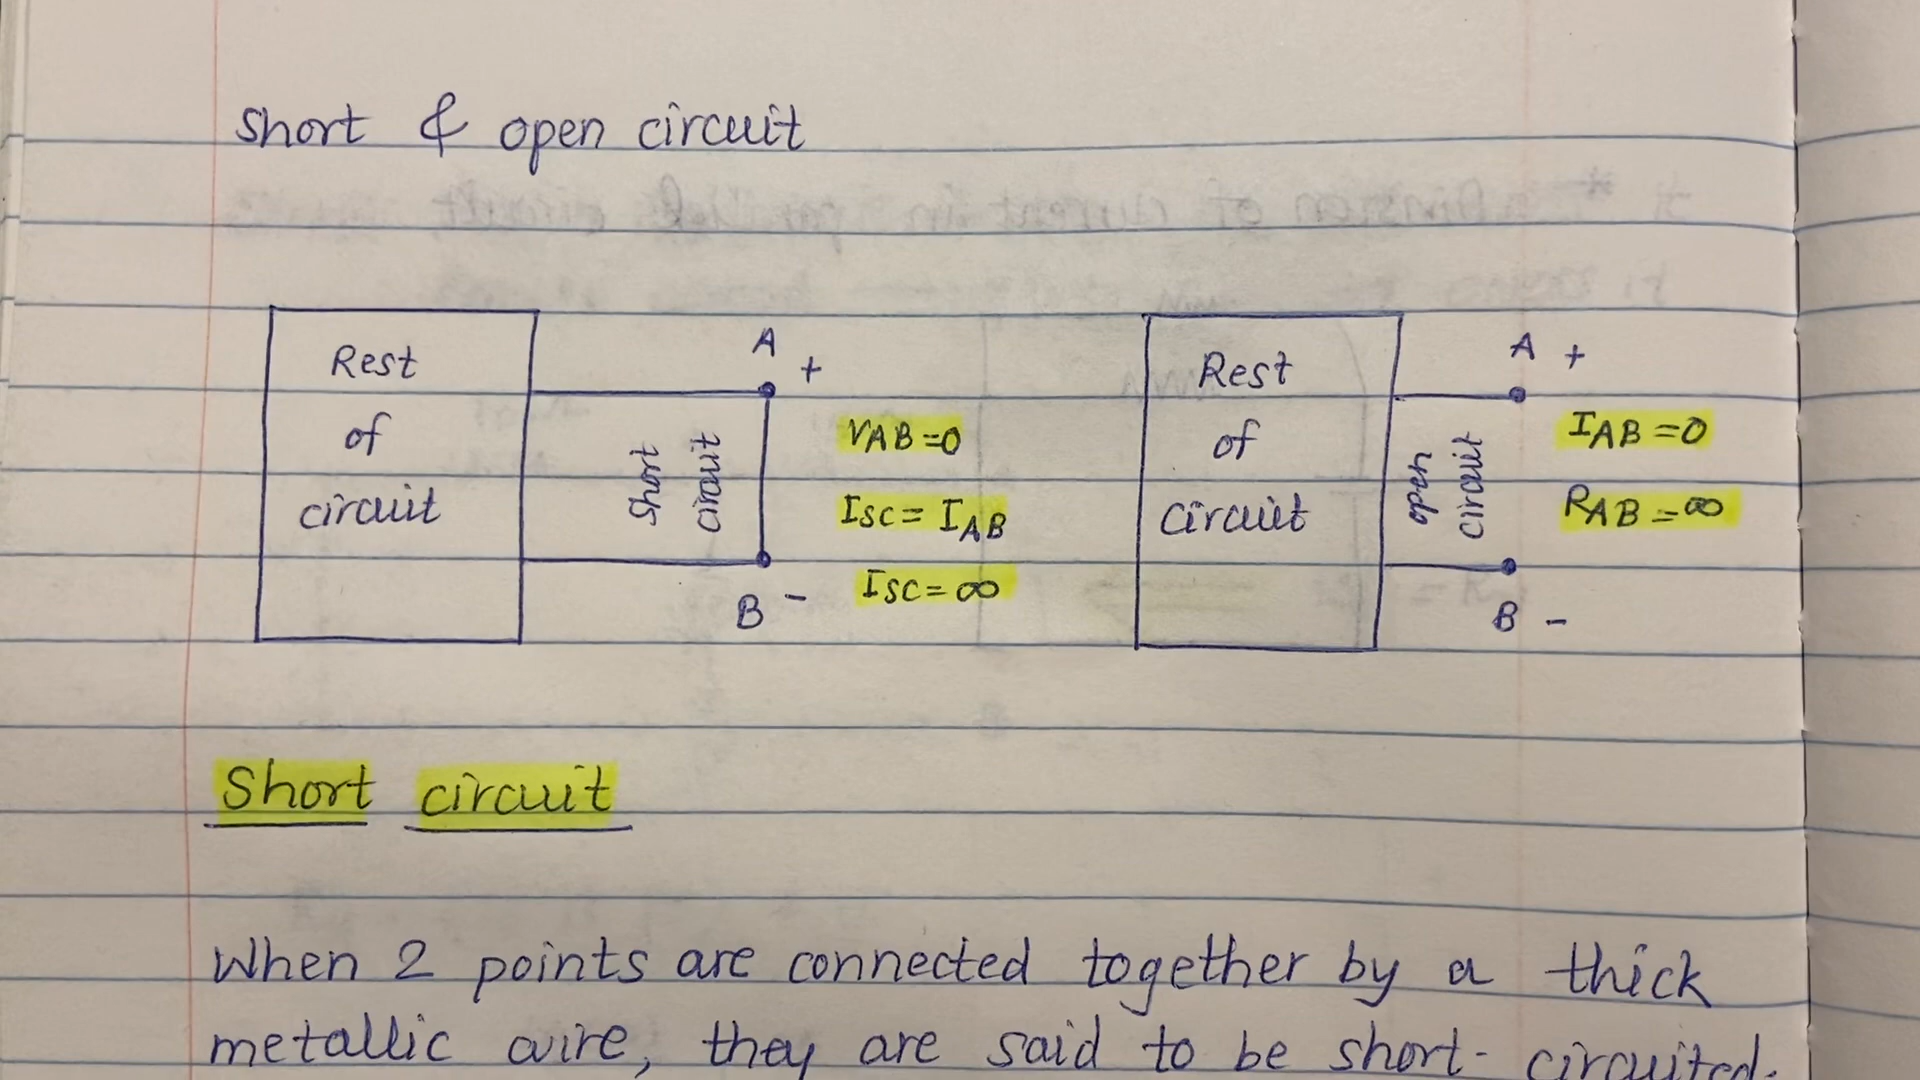 short & open circuit
Rest
of
circuit
short
circuit
A
+
VAB=0
ISC= IAB
ISC=∞
B -
Rest
of
circuit
open
circuit
A +
IAB=0
RAB=∞
B -
Short circuit
When 2 points are connected together by a thick
metallic wire, they are said to be short- circuited.